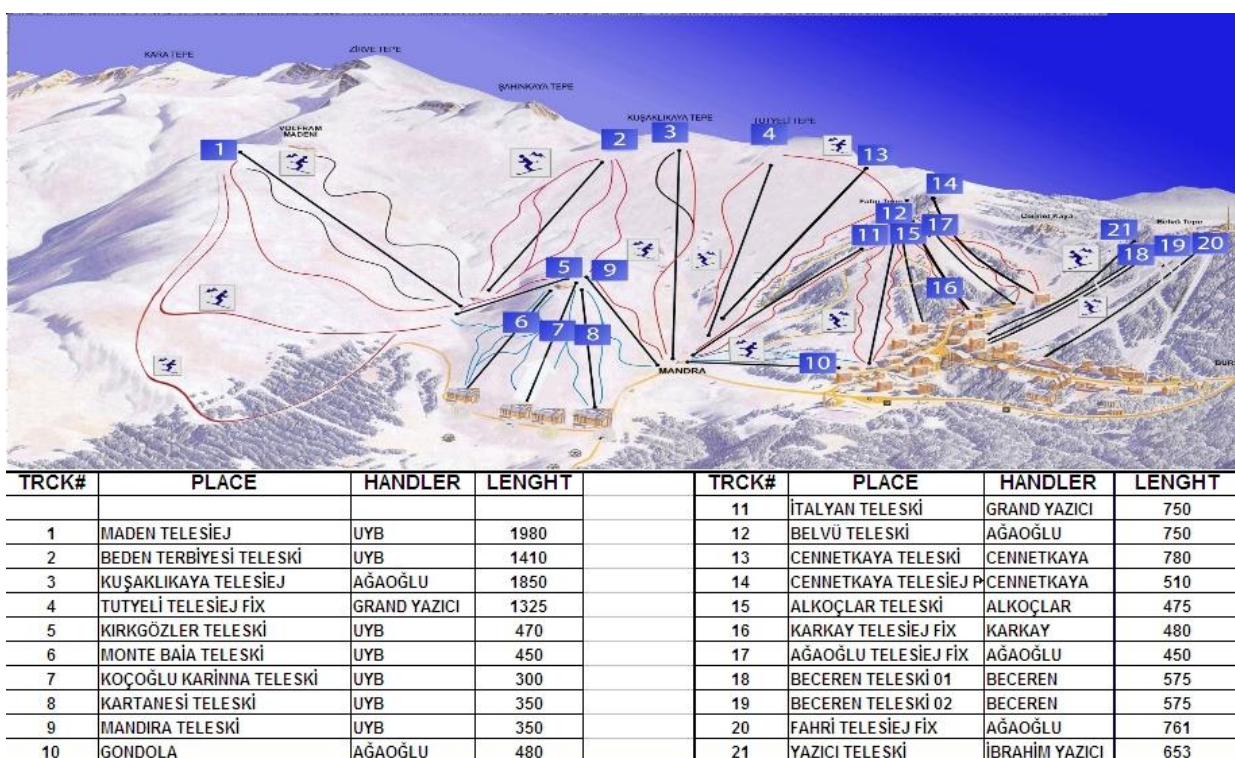 KARA TEPE
ZİRVE TEPE
ŞAHINKAYA TEPE
KUŞAKLIKAYA TEPE
TUTYELİ TEPE
VOLFRAM
MADENİ
1
2
3
4
13
14
Cennet Kaya
Belvü Tepe
12
11
15
17
21
18
19
20
5
9
16
6
7
8
10
MANDRA
TRCK# PLACE HANDLER LENGHT
1 MADEN TELESİEJ UYB 1980
2 BEDEN TERBİYESİ TELESKİ UYB 1410
3 KUŞAKLIKAYA TELESİEJ AĞAOĞLU 1850
4 TUTYELİ TELESİEJ FİX GRAND YAZICI 1325
5 KIRKGÖZLER TELESKİ UYB 470
6 MONTE BAİA TELESKİ UYB 450
7 KOÇOĞLU KARİNNA TELESKİ UYB 300
8 KARTANESİ TELESKİ UYB 350
9 MANDIRA TELESKİ UYB 350
10 GONDOLA AĞAOĞLU 480
TRCK# PLACE HANDLER LENGHT
11 İTALYAN TELESKİ GRAND YAZICI 750
12 BELVÜ TELESKİ AĞAOĞLU 750
13 CENNETKAYA TELESKİ CENNETKAYA 780
14 CENNETKAYA TELESİEJ CENNETKAYA 510
15 ALKOÇLAR TELESKİ ALKOÇLAR 475
16 KARKAY TELESİEJ FİX KARKAY 480
17 AĞAOĞLU TELESİEJ FİX AĞAOĞLU 450
18 BECEREN TELESKİ 01 BECEREN 575
19 BECEREN TELESKİ 02 BECEREN 575
20 FAHRİ TELESİEJ FİX AĞAOĞLU 761
21 YAZICI TELESKİ İBRAHİM YAZICI 653